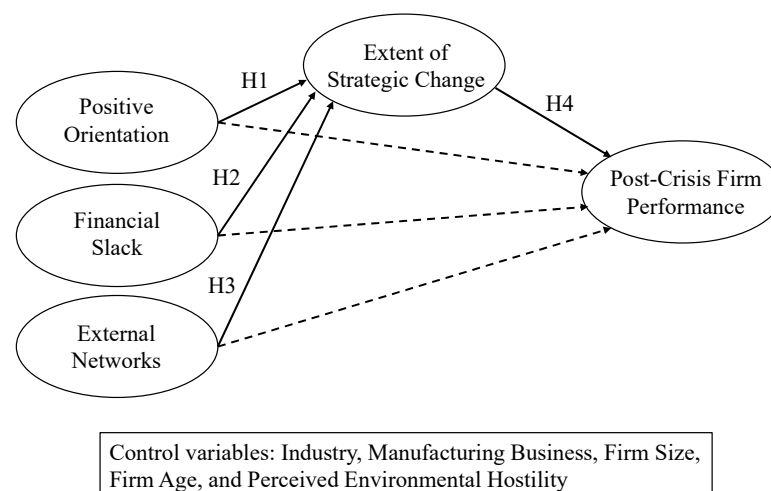 Extent of
Strategic Change
H1
H4
Positive
Orientation
H2
Post-Crisis Firm
Performance
Financial
Slack
H3
External
Networks
Control variables: Industry, Manufacturing Business, Firm Size,
Firm Age, and Perceived Environmental Hostility